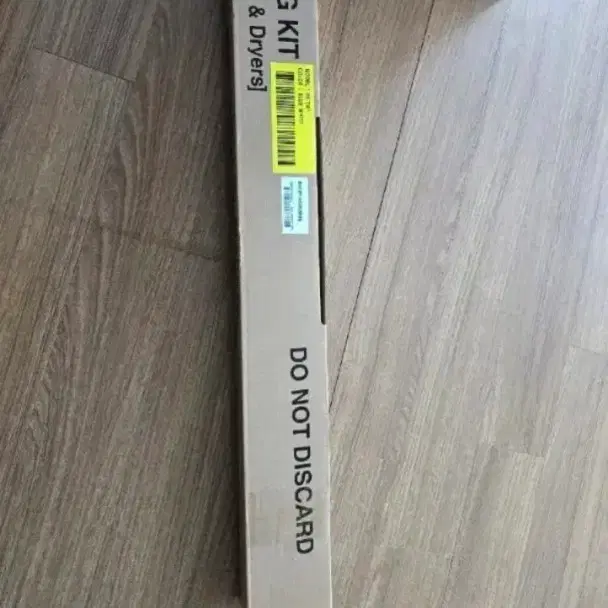 G KIT
& Dryers]
DO NOT DISCARD